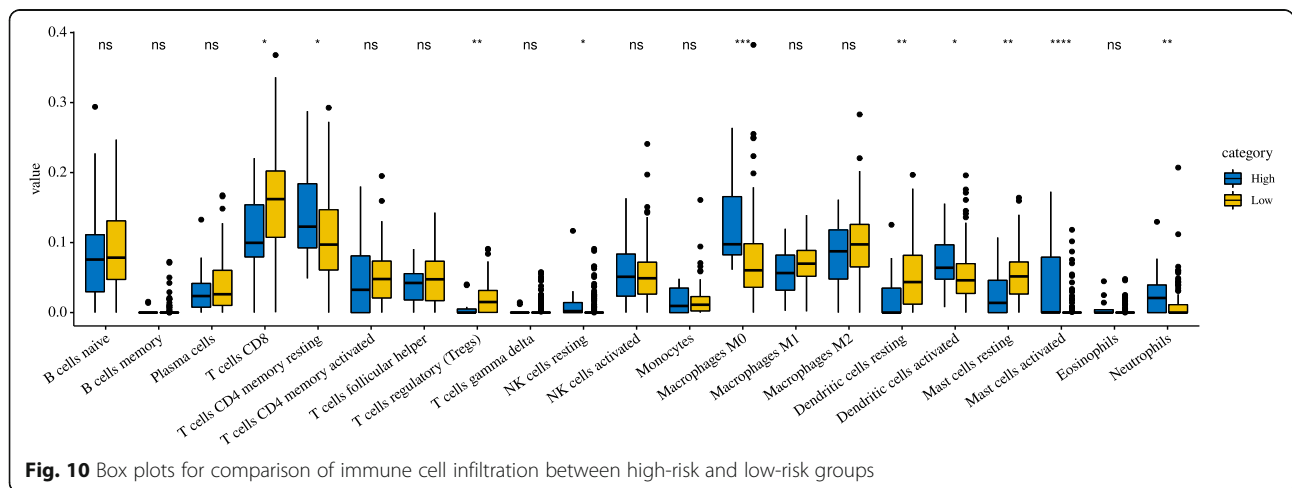 0.4
ns ns ns * * ns ns ** ns * ns ns *** ns ns ** * ** **** ns **
0.3
0.2
0.1
0.0
value
category
High
Low
B cells naive
B cells memory
Plasma cells
T cells CD8
T cells CD4 memory resting
T cells CD4 memory activated
T cells follicular helper
T cells regulatory (Tregs)
T cells gamma delta
NK cells resting
NK cells activated
Monocytes
Macrophages M0
Macrophages M1
Macrophages M2
Dendritic cells resting
Dendritic cells activated
Mast cells resting
Mast cells activated
Eosinophils
Neutrophils
Fig. 10 Box plots for comparison of immune cell infiltration between high-risk and low-risk groups